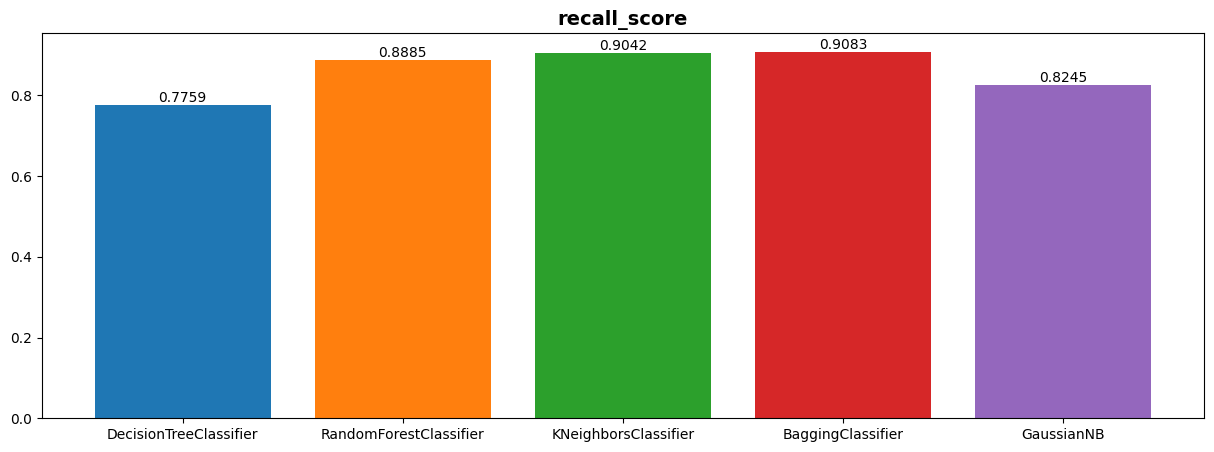 recall_score
0.7759
0.8885
0.9042
0.9083
0.8245
0.8
0.6
0.4
0.2
0.0
DecisionTreeClassifier
RandomForestClassifier
KNeighborsClassifier
BaggingClassifier
GaussianNB